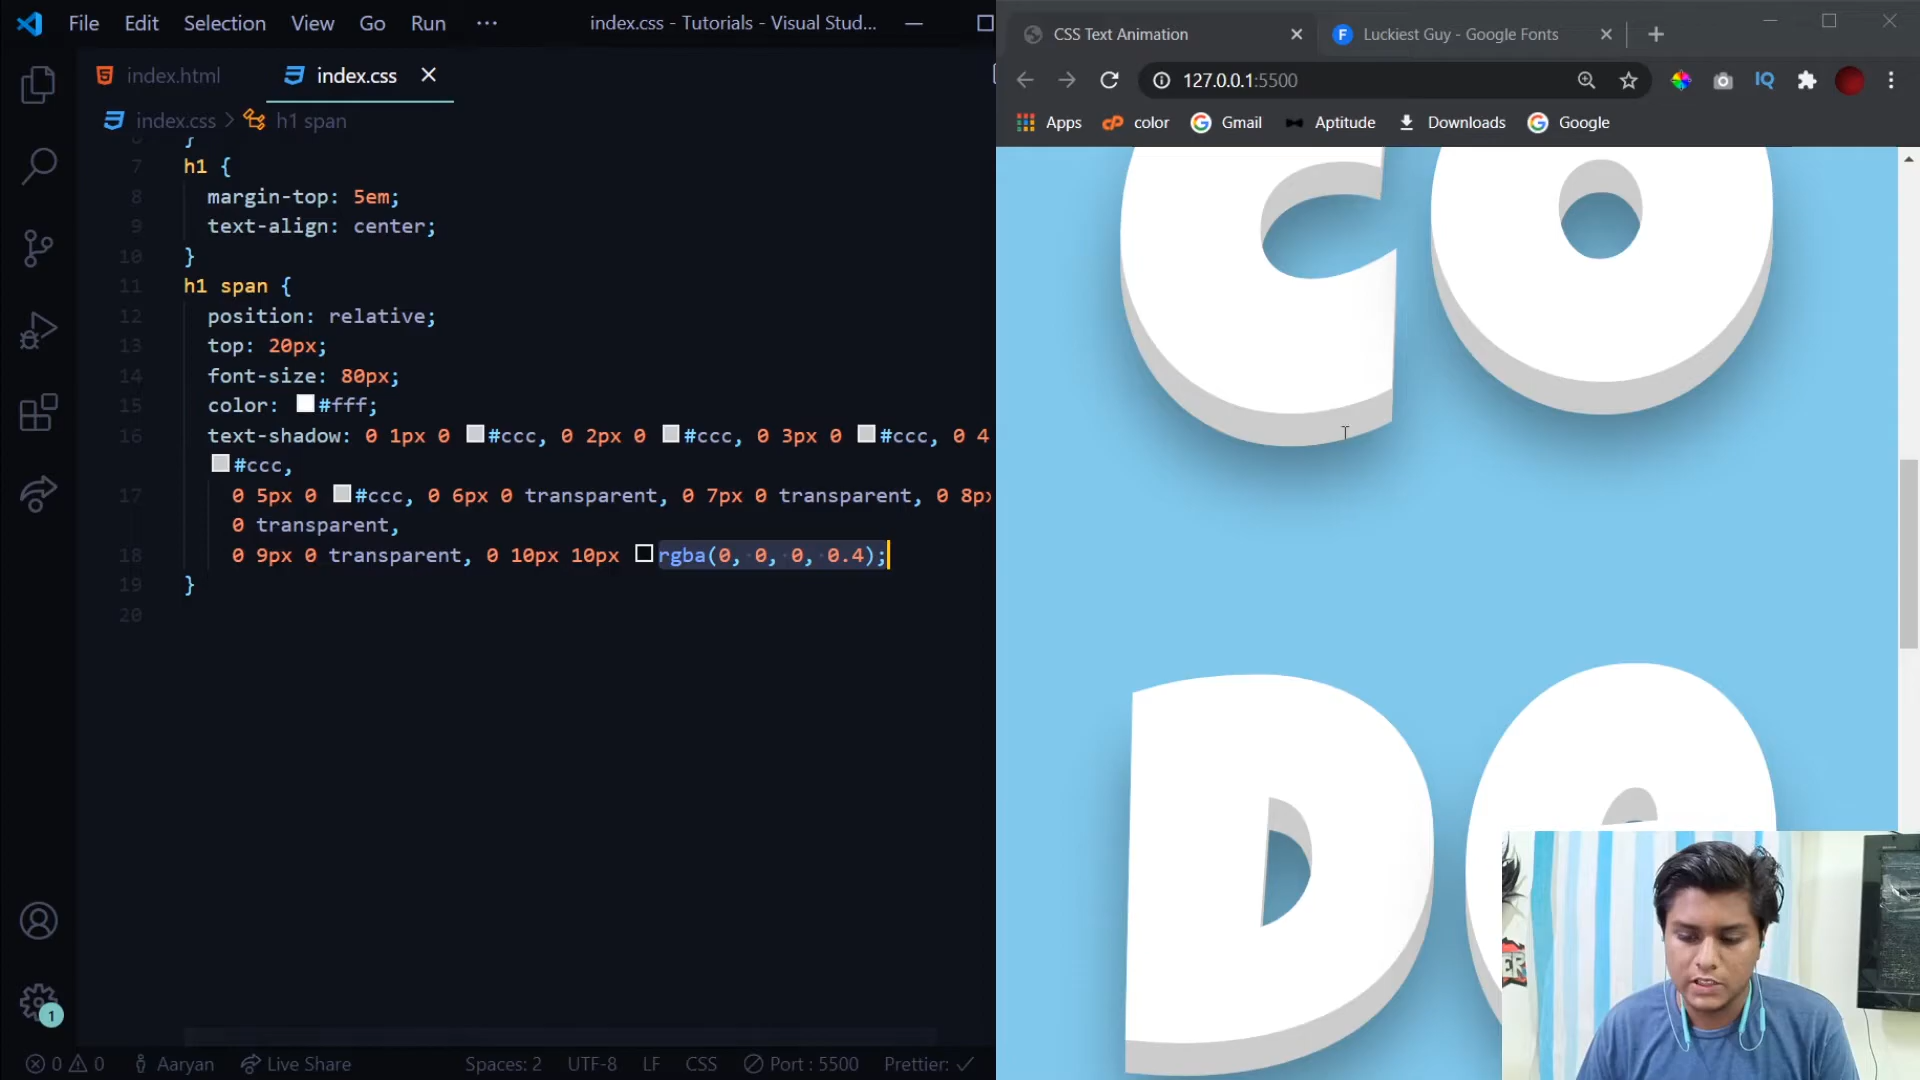 File Edit Selection View Go Run ··· index.css - Tutorials - Visual Stud...
index.html index.css
index.css > h1 span
}
7 h1 {
8 margin-top: 5em;
9 text-align: center;
10 }
11 h1 span {
12 position: relative;
13 top: 20px;
14 font-size: 80px;
15 color: #fff;
16 text-shadow: 0 1px 0 #ccc, 0 2px 0 #ccc, 0 3px 0 #ccc, 0 4
#ccc,
17 0 5px 0 #ccc, 0 6px 0 transparent, 0 7px 0 transparent, 0 8px
0 transparent,
18 0 9px 0 transparent, 0 10px 10px rgba(0, 0, 0, 0.4);
}
20
1
0 0 Aaryan Live Share Spaces: 2 UTF-8 LF CSS Port : 5500 Prettier: ✓
CSS Text Animation Luckiest Guy - Google Fonts
127.0.0.1:5500 IQ
Apps color Gmail Aptitude Downloads Google
CO
D